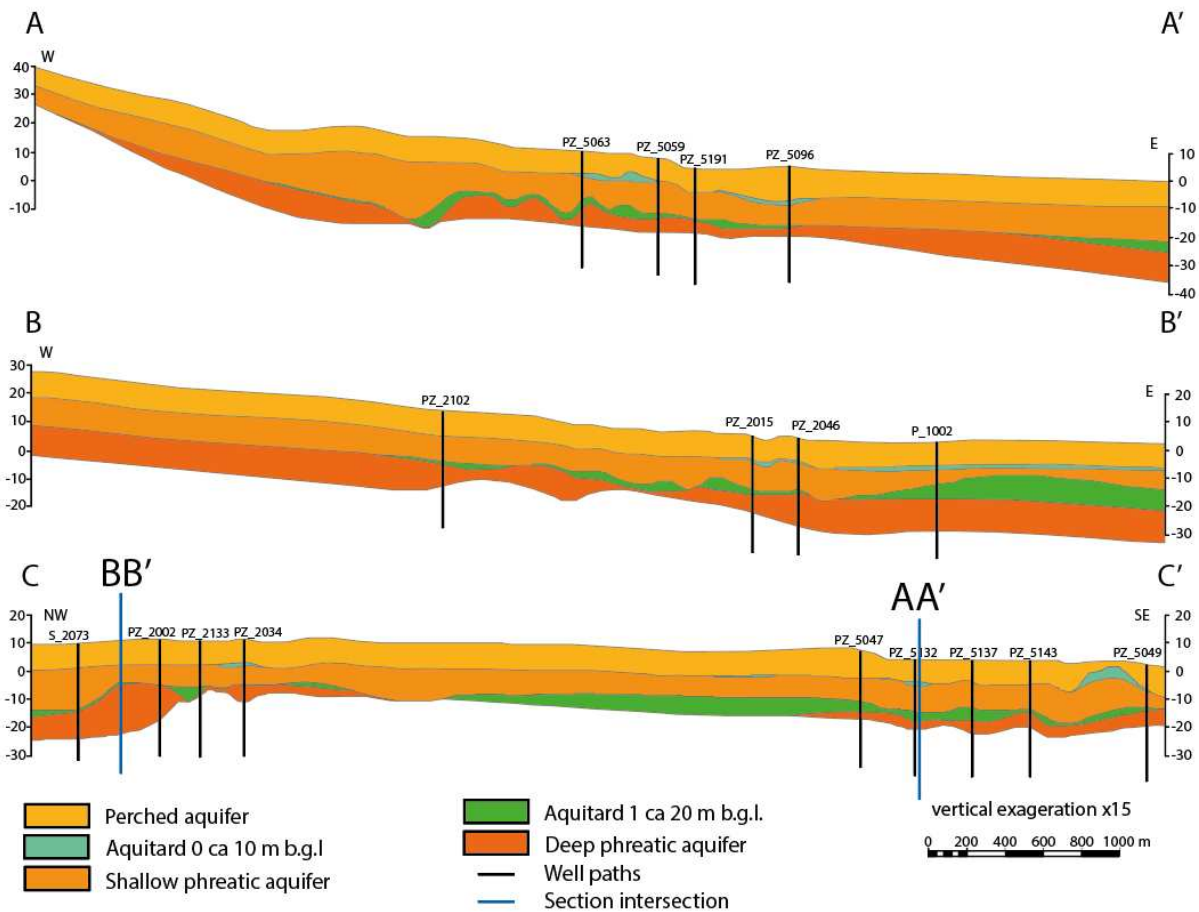 A A'
W
40
30
20
10
0
-10
PZ_5063
PZ_5059
PZ_5191
PZ_5096
E
10
0
-10
-20
-30
-40
B B'
W
30
20
10
0
-10
-20
PZ_2102
PZ_2015
PZ_2046
P_1002
E
20
10
0
-10
-20
-30
C BB' AA' C'
NW
20
10
0
-10
-20
-30
S_2073
PZ_2002
PZ_2133
PZ_2034
PZ_5047
PZ_5132
PZ_5137
PZ_5143
PZ_5049
SE
20
10
0
-10
-20
-30
Perched aquifer
Aquitard 0 ca 10 m b.g.l
Shallow phreatic aquifer
Aquitard 1 ca 20 m b.g.l.
Deep phreatic aquifer
Well paths
Section intersection
vertical exageration x15
0 200 400 600 1000 m